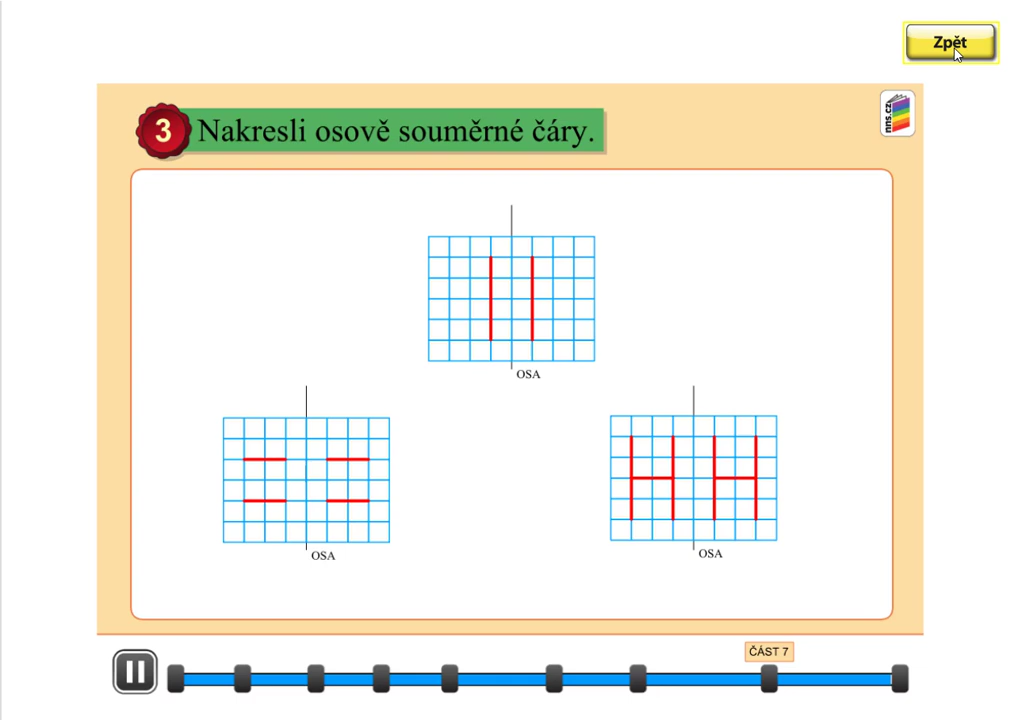 Zpět
nns.cz
3 Nakresli osově souměrné čáry.
OSA
OSA
OSA
ČÁST 7